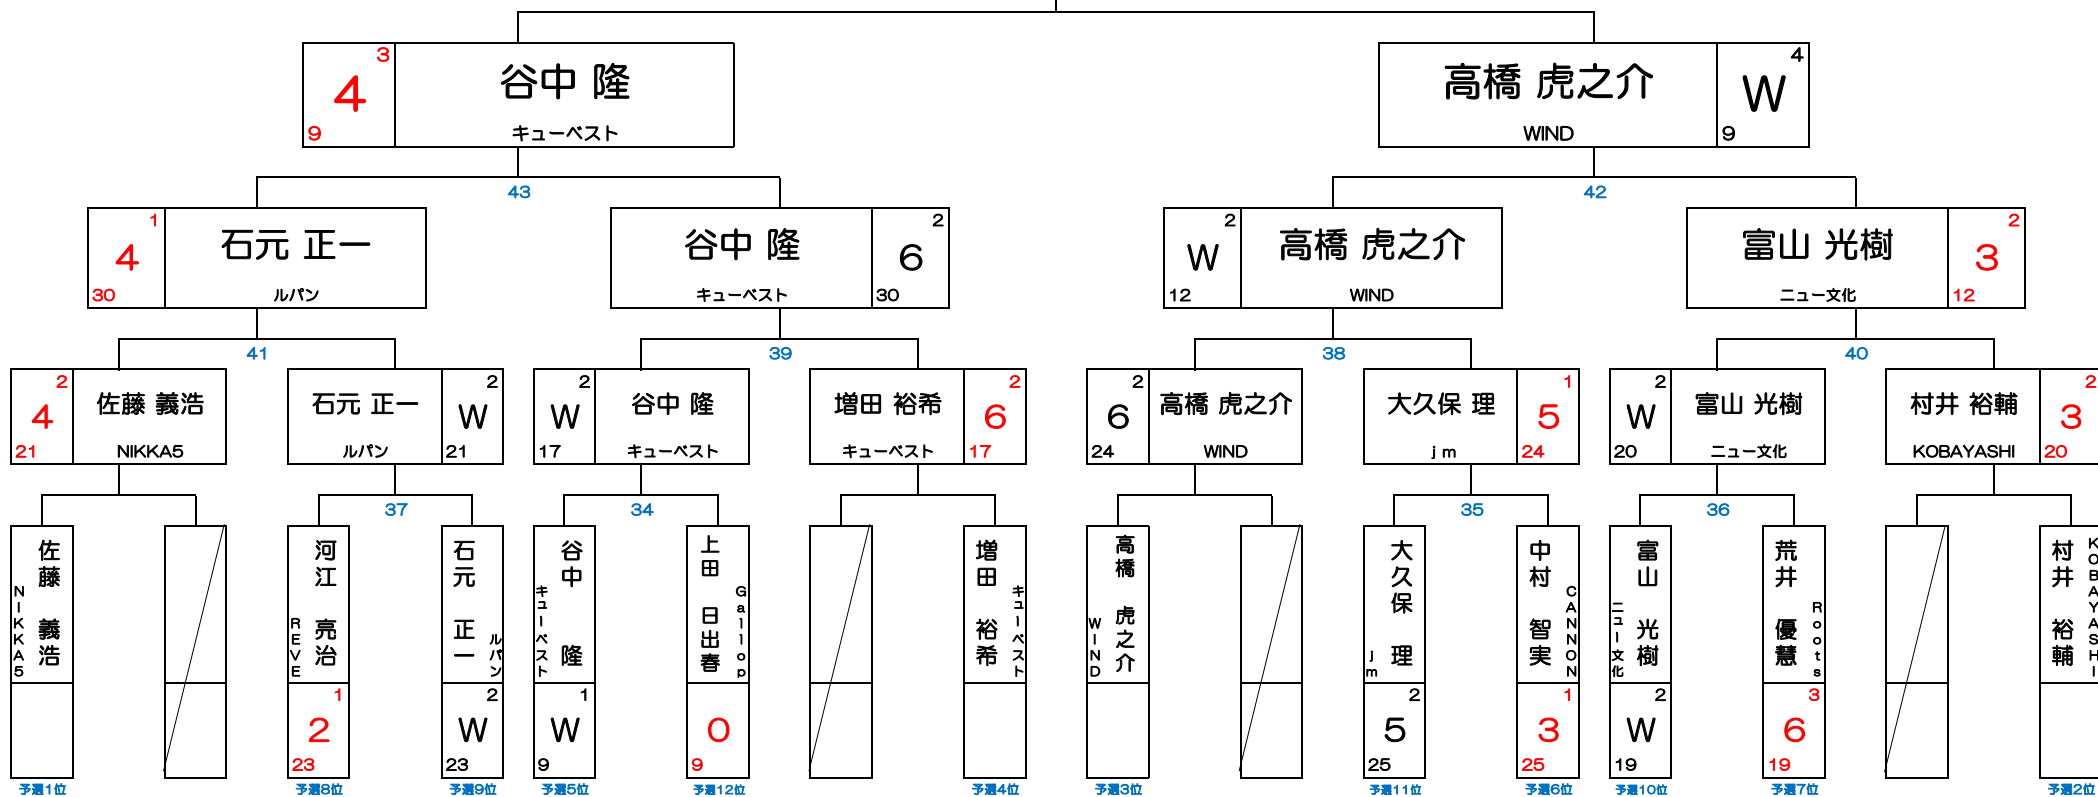 3
4
9
谷中 隆
キューベスト
高橋 虎之介
WIND
4
W
9
43
42
1
4
30
石元 正一
ルパン
谷中 隆
キューベスト
2
6
30
2
W
12
高橋 虎之介
WIND
富山 光樹
ニュー文化
2
3
12
41
39
38
40
2
4
21
佐藤 義浩
NIKKA5
石元 正一
ルパン
2
W
21
2
W
17
谷中 隆
キューベスト
増田 裕希
キューベスト
2
6
17
2
6
24
高橋 虎之介
WIND
大久保 理
jm
1
5
24
2
W
20
富山 光樹
ニュー文化
村井 裕輔
KOBAYASHI
2
3
20
37
34
35
36
佐藤 義浩
NIKKA5
河江 亮治
REVE
石元 正一
ルパン
谷中 隆
キューベスト
上田 日出春
Gallop
増田 裕希
キューベスト
高橋 虎之介
WIND
大久保 理
jm
中村 智実
CANNON
富山 光樹
ニュー文化
荒井 優慧
Roots
村井 裕輔
KOBAYASHI
1
2
23
2
W
23
1
W
9
0
9
2
5
25
1
3
25
2
W
19
3
6
19
予選1位
予選8位
予選9位
予選5位
予選12位
予選4位
予選3位
予選11位
予選6位
予選10位
予選7位
予選2位